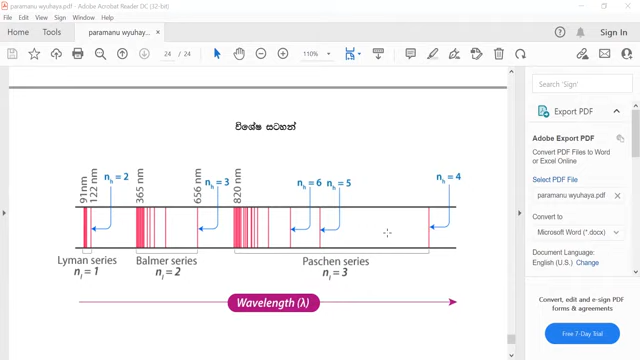 paramanu wyuhaya.pdf - Adobe Acrobat Reader DC (32-bit)
File Edit View Sign Window Help
Home Tools paramanu wyuhay... × Sign In
24 / 24 110%
විශේෂ සටහන්
91nm
122 nm
365 nm
656 nm
820 nm
nh = 2
nh = 3
nh = 6 nh = 5
nh = 4
Lyman series Balmer series Paschen series
nl = 1 nl = 2 nl = 3
Wavelength (λ)
Search 'Sign'
Export PDF
Adobe Export PDF
Convert PDF Files to Word
or Excel Online
Select PDF File
paramanu wyuhaya.pdf ×
Convert to
Microsoft Word (*.docx)
Document Language:
English (U.S.) Change
Convert, edit and e-sign PDF
forms & agreements
Free 7-Day Trial